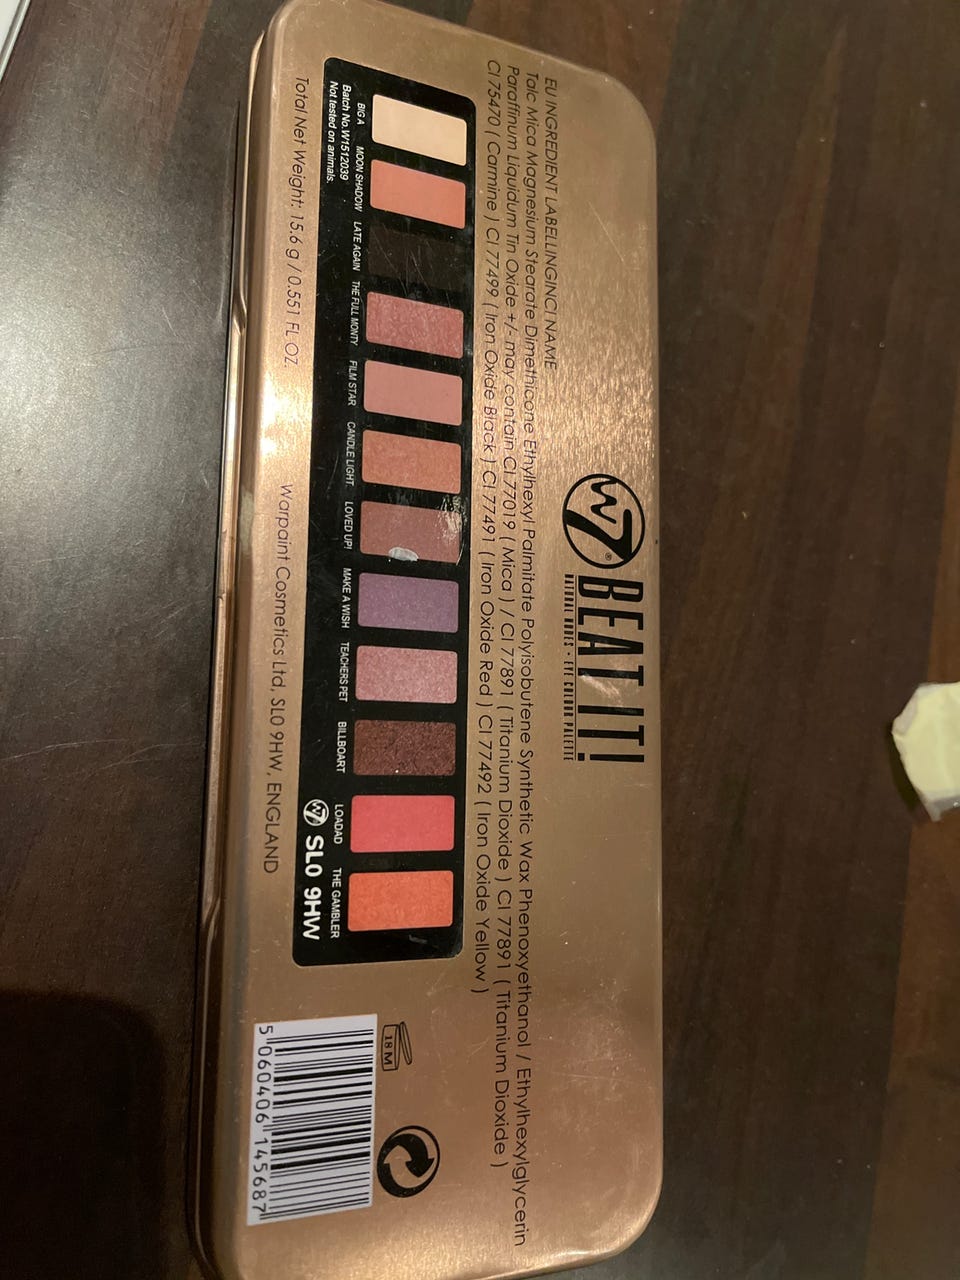 W7® BEAT IT!
NATURAL NUDES • EYE COLOUR PALETTE
EU INGREDIENT LABELLINGINCI NAME
Talc Mica Magnesium Stearate Dimethicone Ethylhexyl Palmitate Polyisobutene Synthetic Wax Phenoxyethanol / Ethylhexylglycerin
Paraffinum Liquidum Tin Oxide +/- may contain CI 77019 ( Mica ) / CI 77891 ( Titanium Dioxide ) CI 77891 ( Titanium Dioxide )
CI 75470 ( Carmine ) CI 77499 ( Iron Oxide Black ) CI 77491 ( Iron Oxide Red ) CI 77492 ( Iron Oxide Yellow )
BIG A MOON SHADOW LATE AGAIN THE FULL MONTY FILM STAR CANDLE LIGHT. LOVED UP! MAKE A WISH TEACHERS PET BILLBOART LOADAD THE GAMBLER
Batch No.W1512039
Not tested on animals.
W7 SL0 9HW
Total Net Weight: 15.6 g / 0.551 FL OZ.
Warpaint Cosmetics Ltd, SL0 9HW, ENGLAND
18 M
5 060406 145687